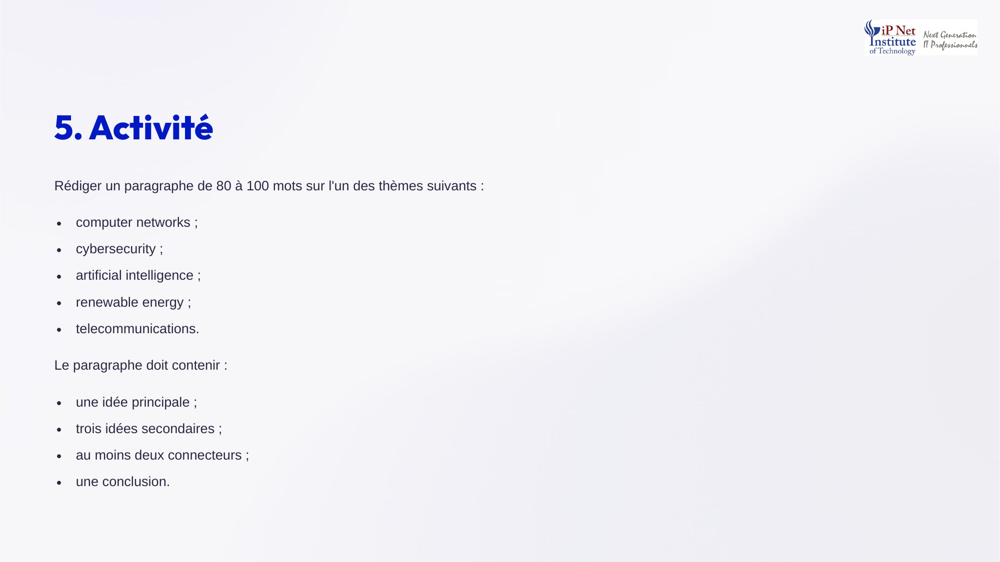 iP Net
Institute
of Technology
Next Generation
IT Professionnels
5. Activité
Rédiger un paragraphe de 80 à 100 mots sur l'un des thèmes suivants :
• computer networks ;
• cybersecurity ;
• artificial intelligence ;
• renewable energy ;
• telecommunications.
Le paragraphe doit contenir :
• une idée principale ;
• trois idées secondaires ;
• au moins deux connecteurs ;
• une conclusion.